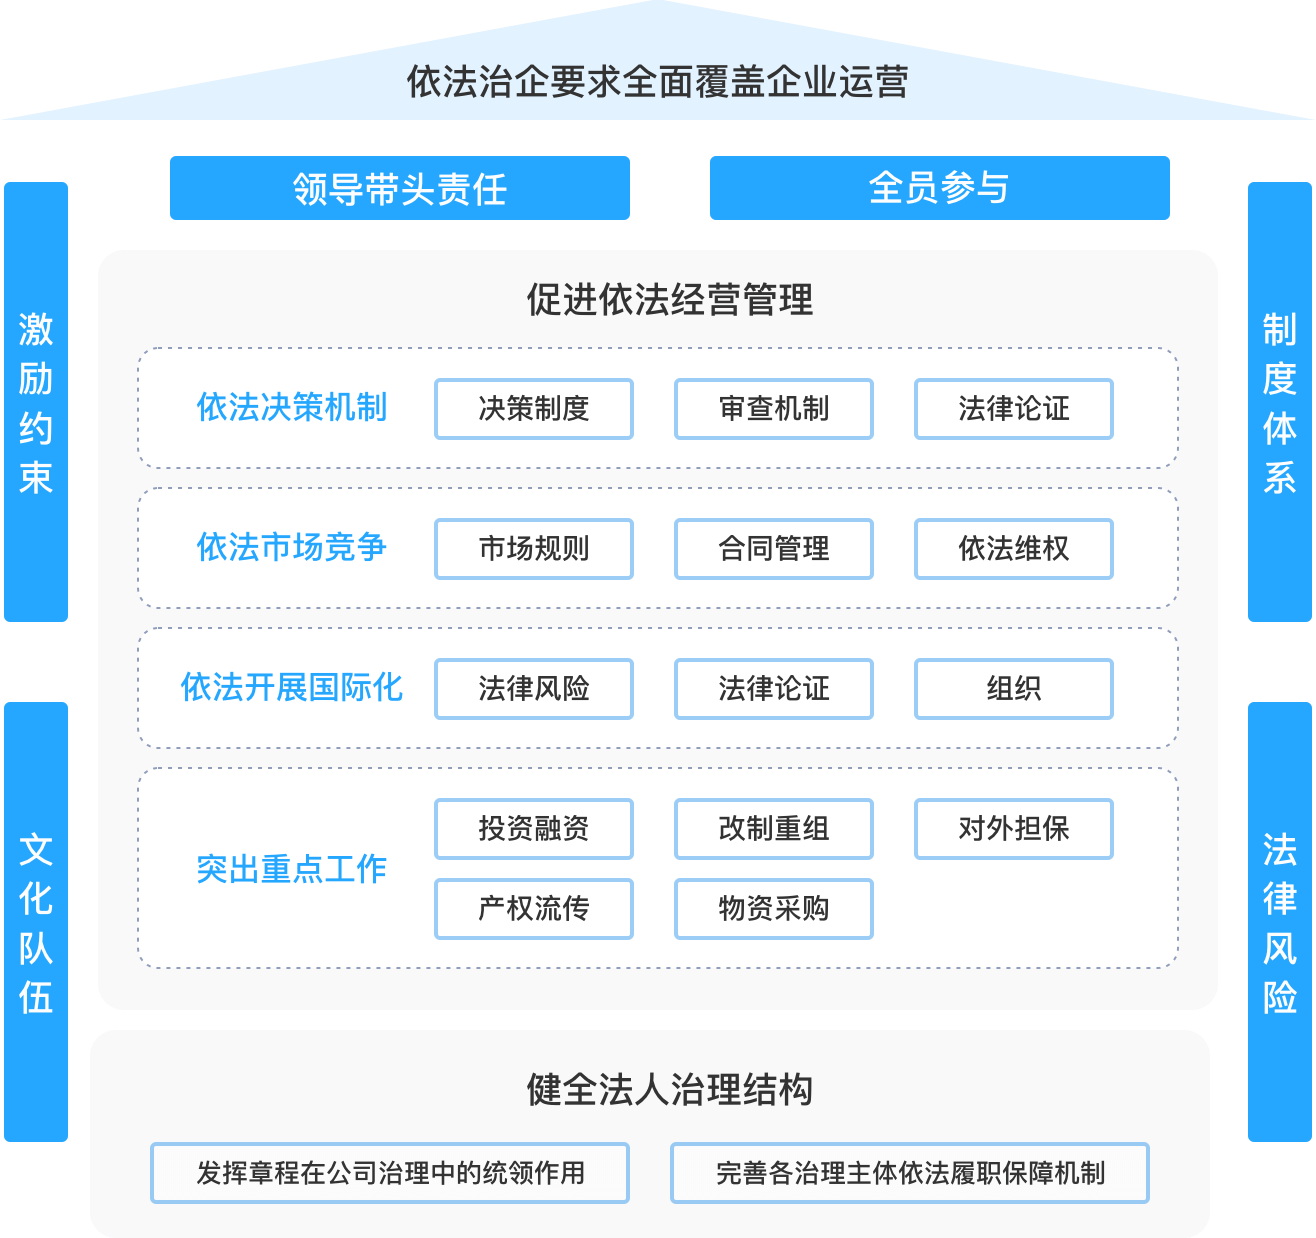 依法治企要求全面覆盖企业运营
领导带头责任
全员参与
激励约束
制度体系
促进依法经营管理
依法决策机制
决策制度
审查机制
法律论证
依法市场竞争
市场规则
合同管理
依法维权
依法开展国际化
法律风险
法律论证
组织
突出重点工作
投资融资
改制重组
对外担保
产权流传
物资采购
文化队伍
法律风险
健全法人治理结构
发挥章程在公司治理中的统领作用
完善各治理主体依法履职保障机制